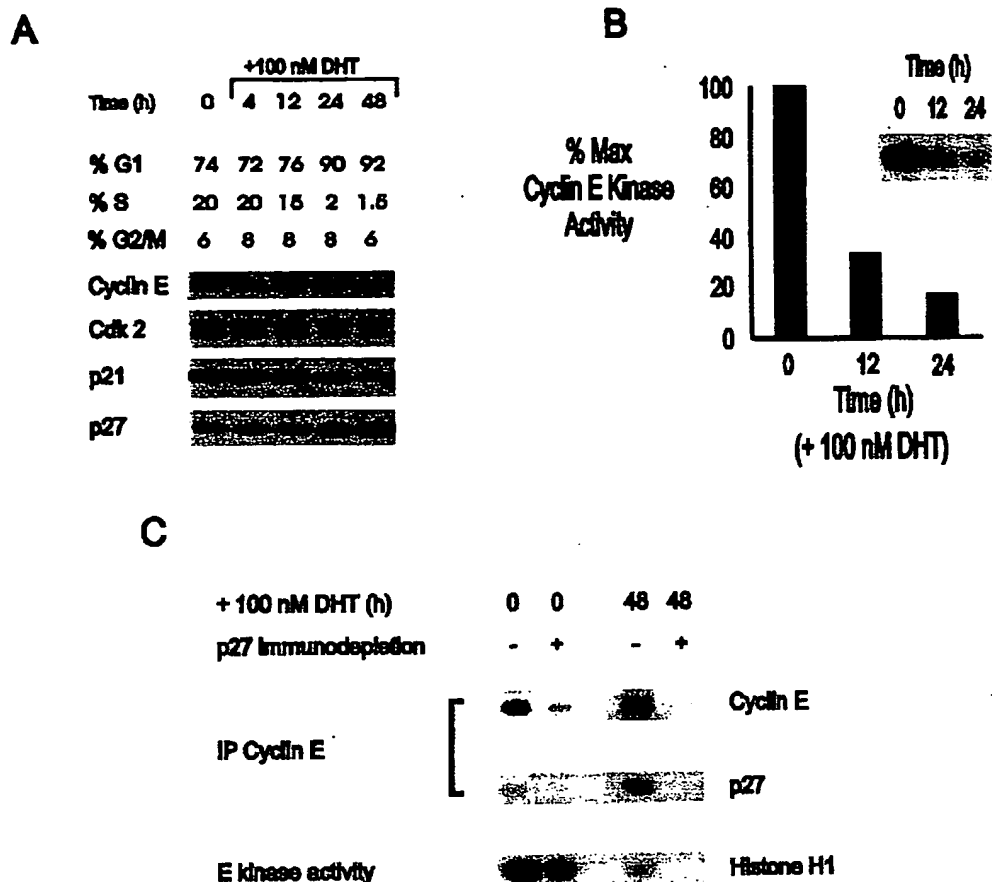 A
+100 nM DHT
Time (h) 0 4 12 24 48
% G1 74 72 76 90 92
% S 20 20 15 2 1.5
% G2/M 6 8 8 8 6
Cyclin E
Cdk 2
p21
p27
B
% Max
Cyclin E Kinase
Activity
100
80
60
40
20
0
Time (h)
0 12 24
0 12 24
Time (h)
(+ 100 nM DHT)
C
+ 100 nM DHT (h) 0 0 48 48
p27 Immunodepletion - + - +
IP Cyclin E
Cyclin E
p27
E kinase activity
Histone H1